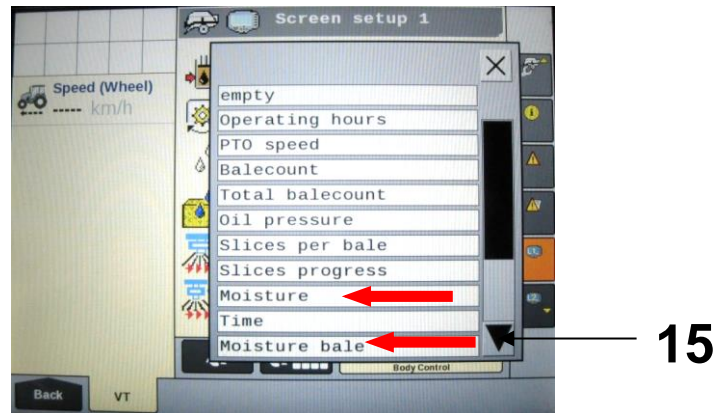 Screen setup 1
Speed (Wheel)
----- km/h
empty
Operating hours
PTO speed
Balecount
Total balecount
Oil pressure
Slices per bale
Slices progress
Moisture
Time
Moisture bale
15
Body Control
Back
VT